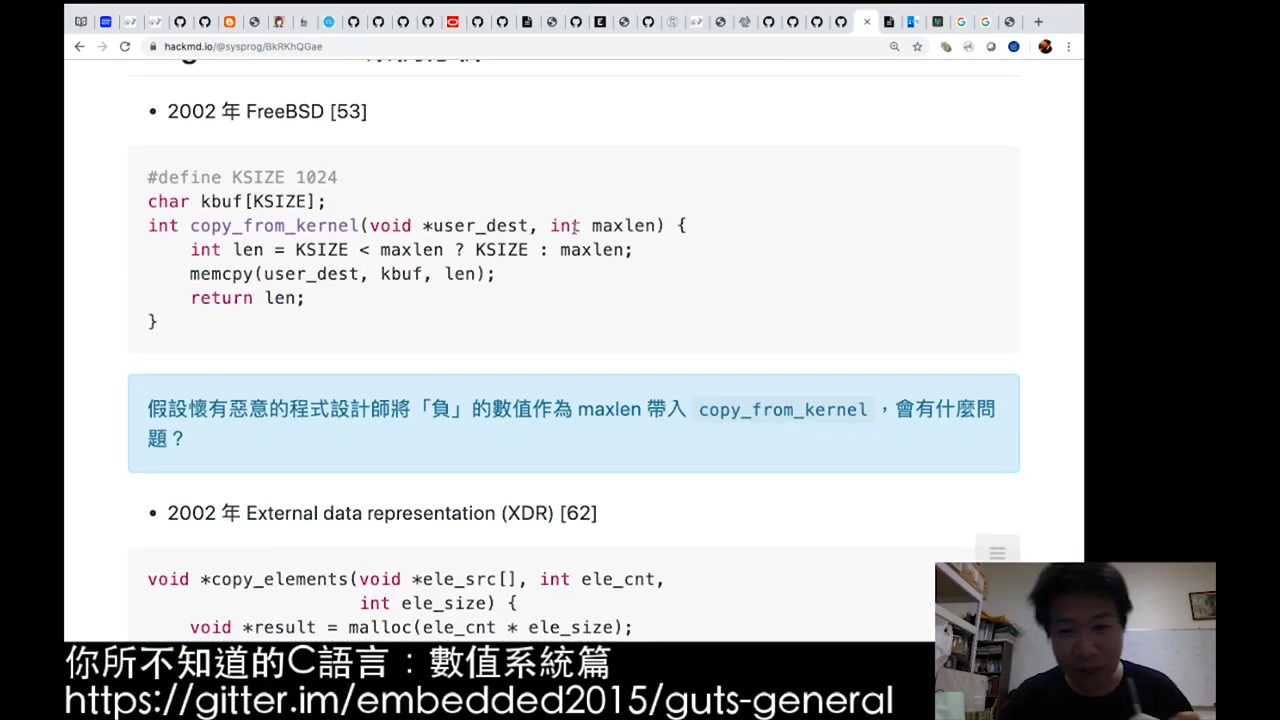 hackmd.io/@sysprog/BkRKhQGae
• 2002 年 FreeBSD [53]
#define KSIZE 1024
char kbuf[KSIZE];
int copy_from_kernel(void *user_dest, int maxlen) {
    int len = KSIZE < maxlen ? KSIZE : maxlen;
    memcpy(user_dest, kbuf, len);
    return len;
}
假設懷有惡意的程式設計師將「負」的數值作為 maxlen 帶入 copy_from_kernel，會有什麼問
題？
• 2002 年 External data representation (XDR) [62]
void *copy_elements(void *ele_src[], int ele_cnt,
                    int ele_size) {
    void *result = malloc(ele_cnt * ele_size);
你所不知道的C語言：數值系統篇
https://gitter.im/embedded2015/guts-general